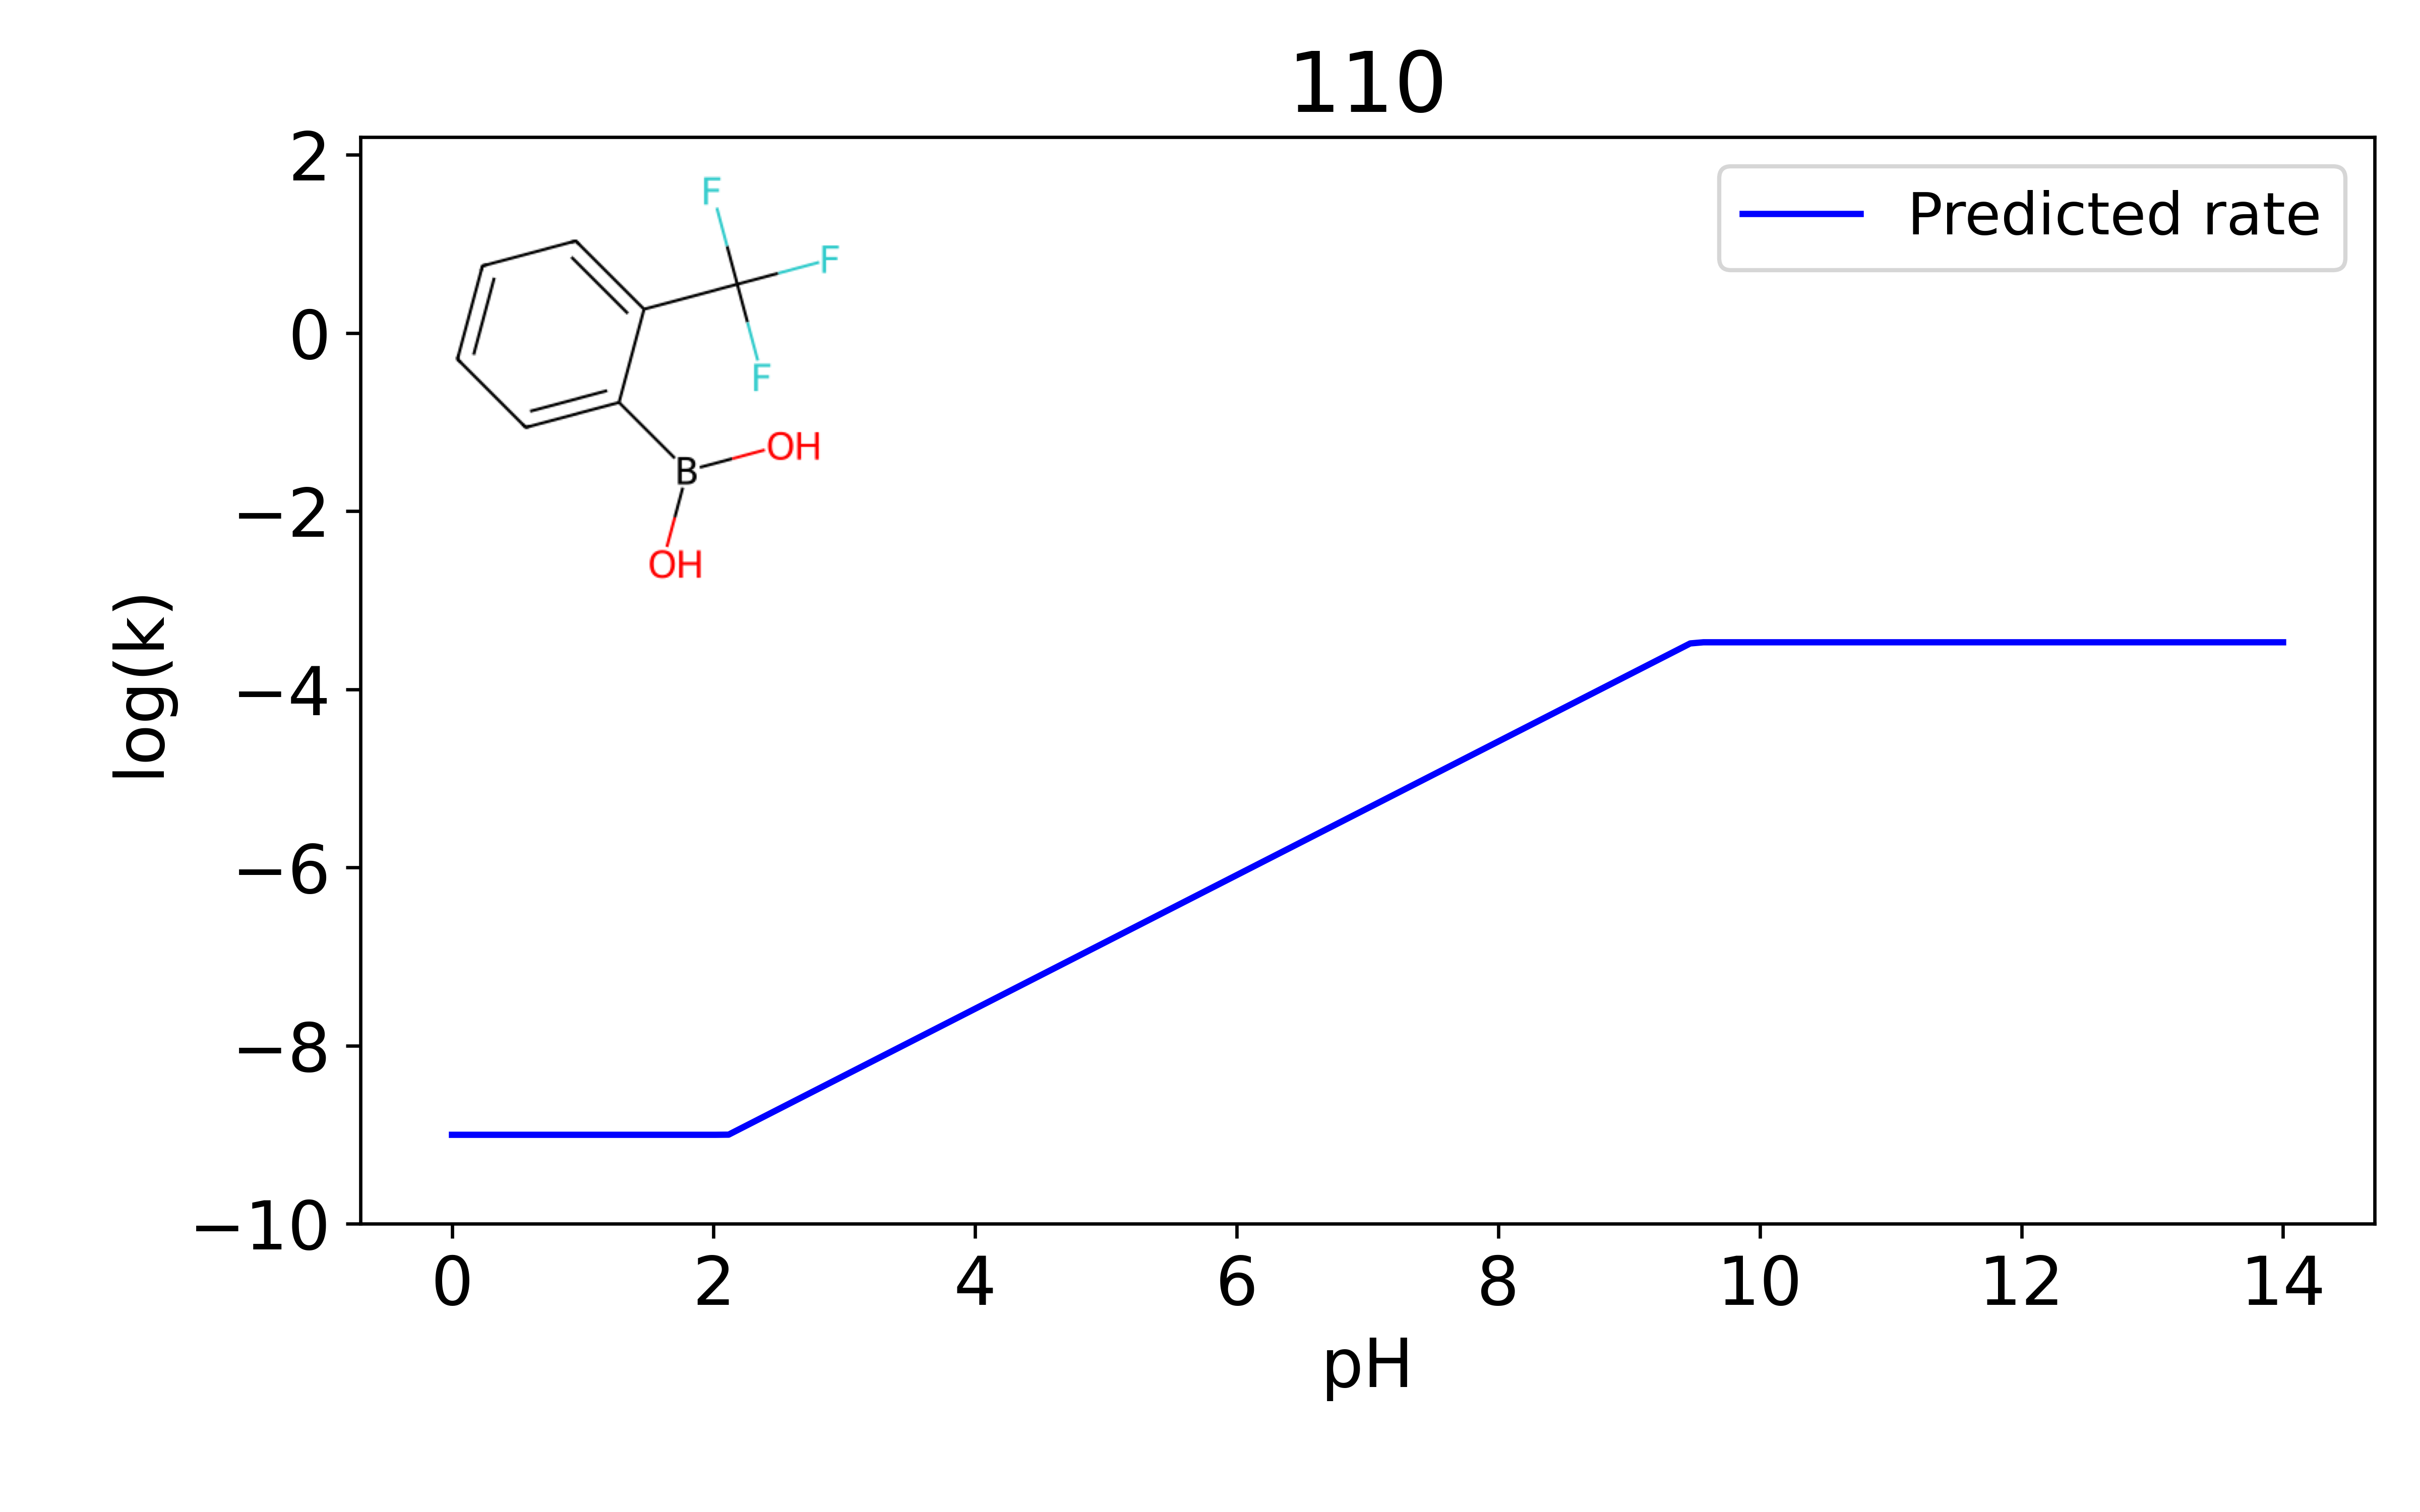 110
Predicted rate
F
F
F
OH
B
OH
log(k)
2
0
−2
−4
−6
−8
−10
0 2 4 6 8 10 12 14
pH